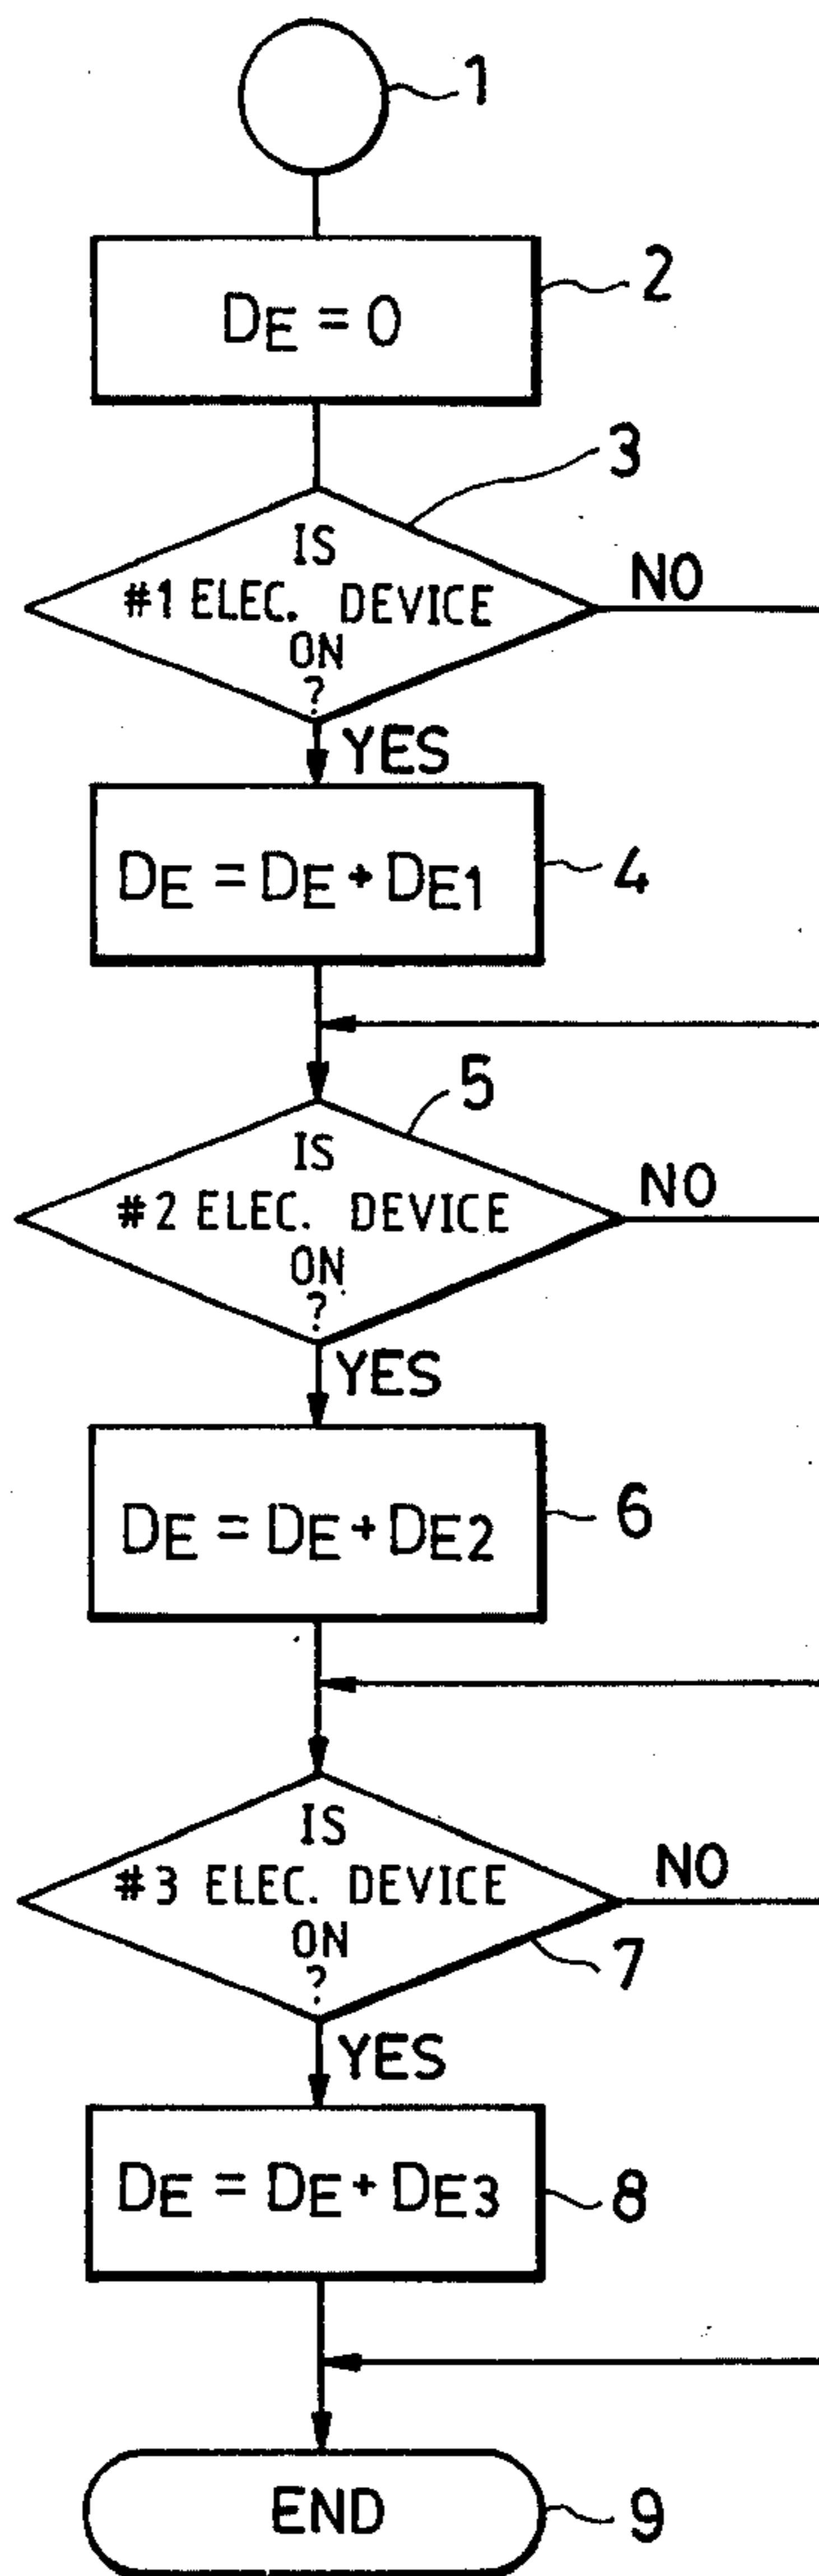 1
DE = 0
2
3
IS
#1 ELEC. DEVICE
ON
?
NO
YES
DE = DE + DE1
4
5
IS
#2 ELEC. DEVICE
ON
?
NO
YES
DE = DE + DE2
6
IS
#3 ELEC. DEVICE
ON
?
NO
7
YES
DE = DE + DE3
8
END
9